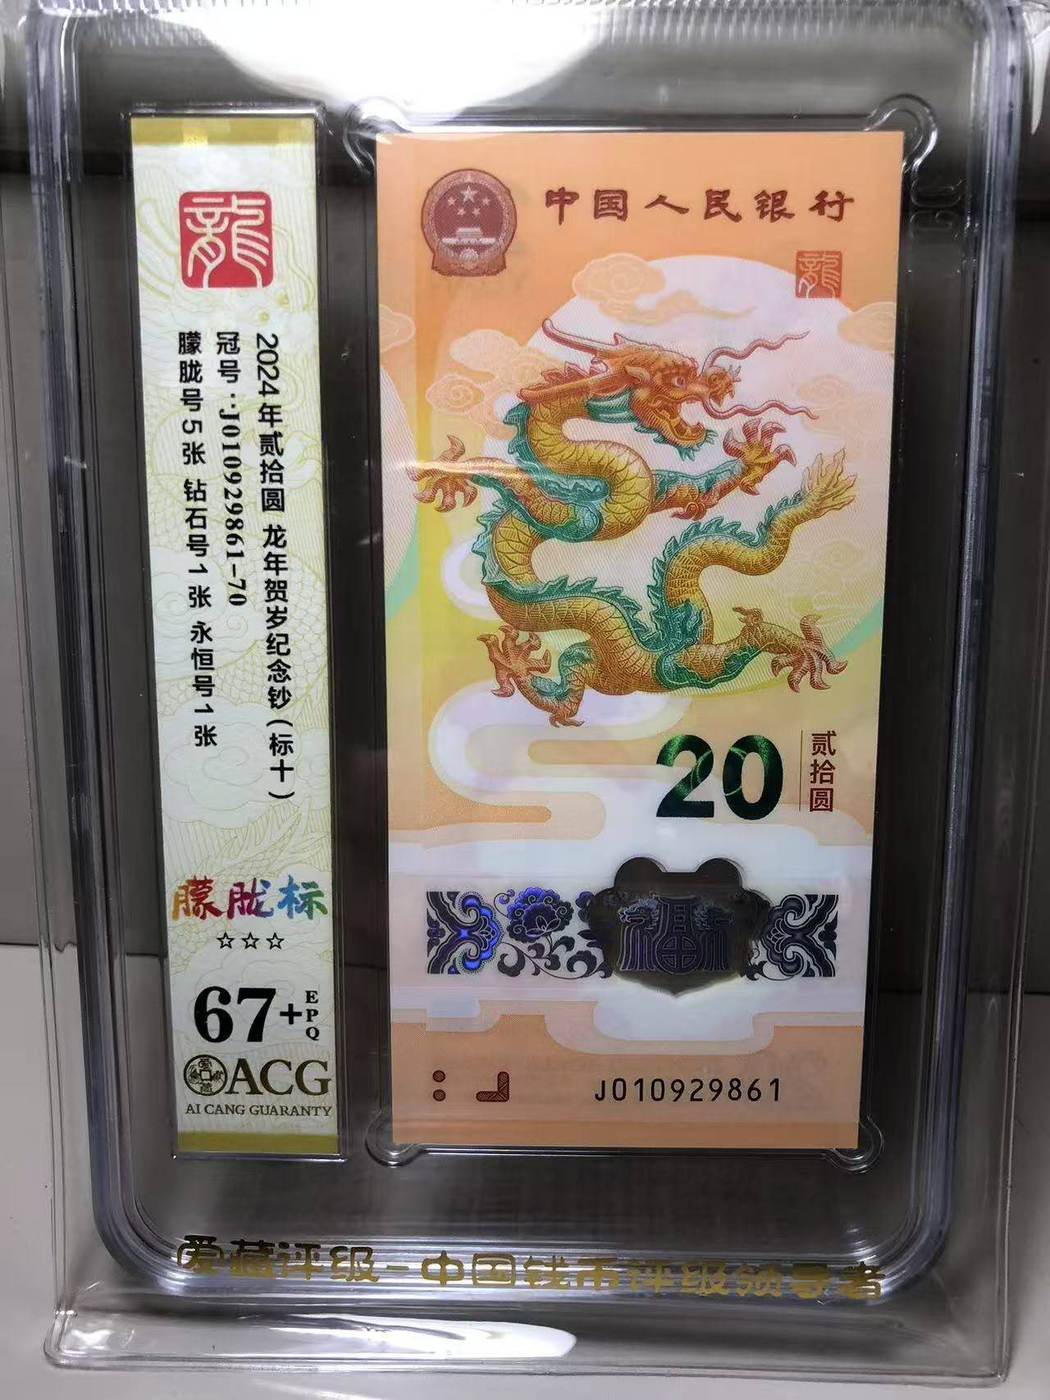 龍
2024年贰拾圆 龙年贺岁纪念钞(标十)
冠号:J010929861-70
朦胧号5张 钻石号1张 永恒号1张
朦胧标
☆☆☆
67+EPQ
ACG
AI CANG GUARANTY
中国人民银行
龍
20
贰拾圆
福
J010929861
爱藏评级-中国钱币评级领导者